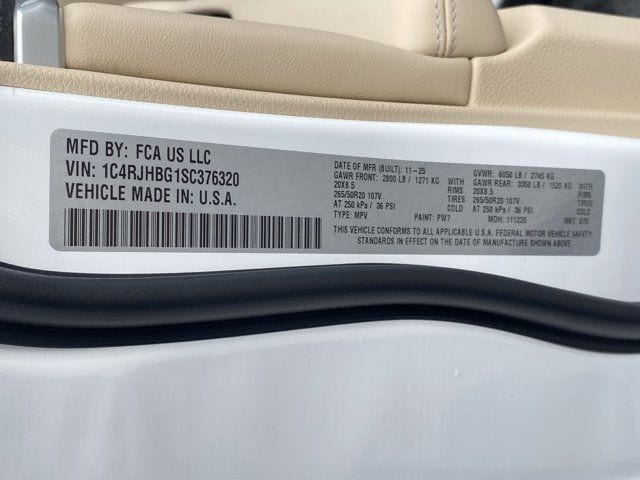 MFD BY: FCA US LLC
VIN: 1C4RJHBG1SC376320
VEHICLE MADE IN: U.S.A.
DATE OF MFR (BUILT): 11-25 GVWR: 6050 LB / 2745 KG
GAWR FRONT: 2800 LB / 1271 KG WITH GAWR REAR: 3350 LB / 1520 KG WITH
20X8.5 RIMS 20X8.5 RIMS
265/50R20 107V TIRES 265/50R20 107V TIRES
AT 250 kPa / 36 PSI COLD AT 250 kPa / 36 PSI COLD
TYPE: MPV PAINT: PW7 MDH: 111220 MKT: 875
THIS VEHICLE CONFORMS TO ALL APPLICABLE U.S.A. FEDERAL MOTOR VEHICLE SAFETY
STANDARDS IN EFFECT ON THE DATE OF MANUFACTURE SHOWN ABOVE